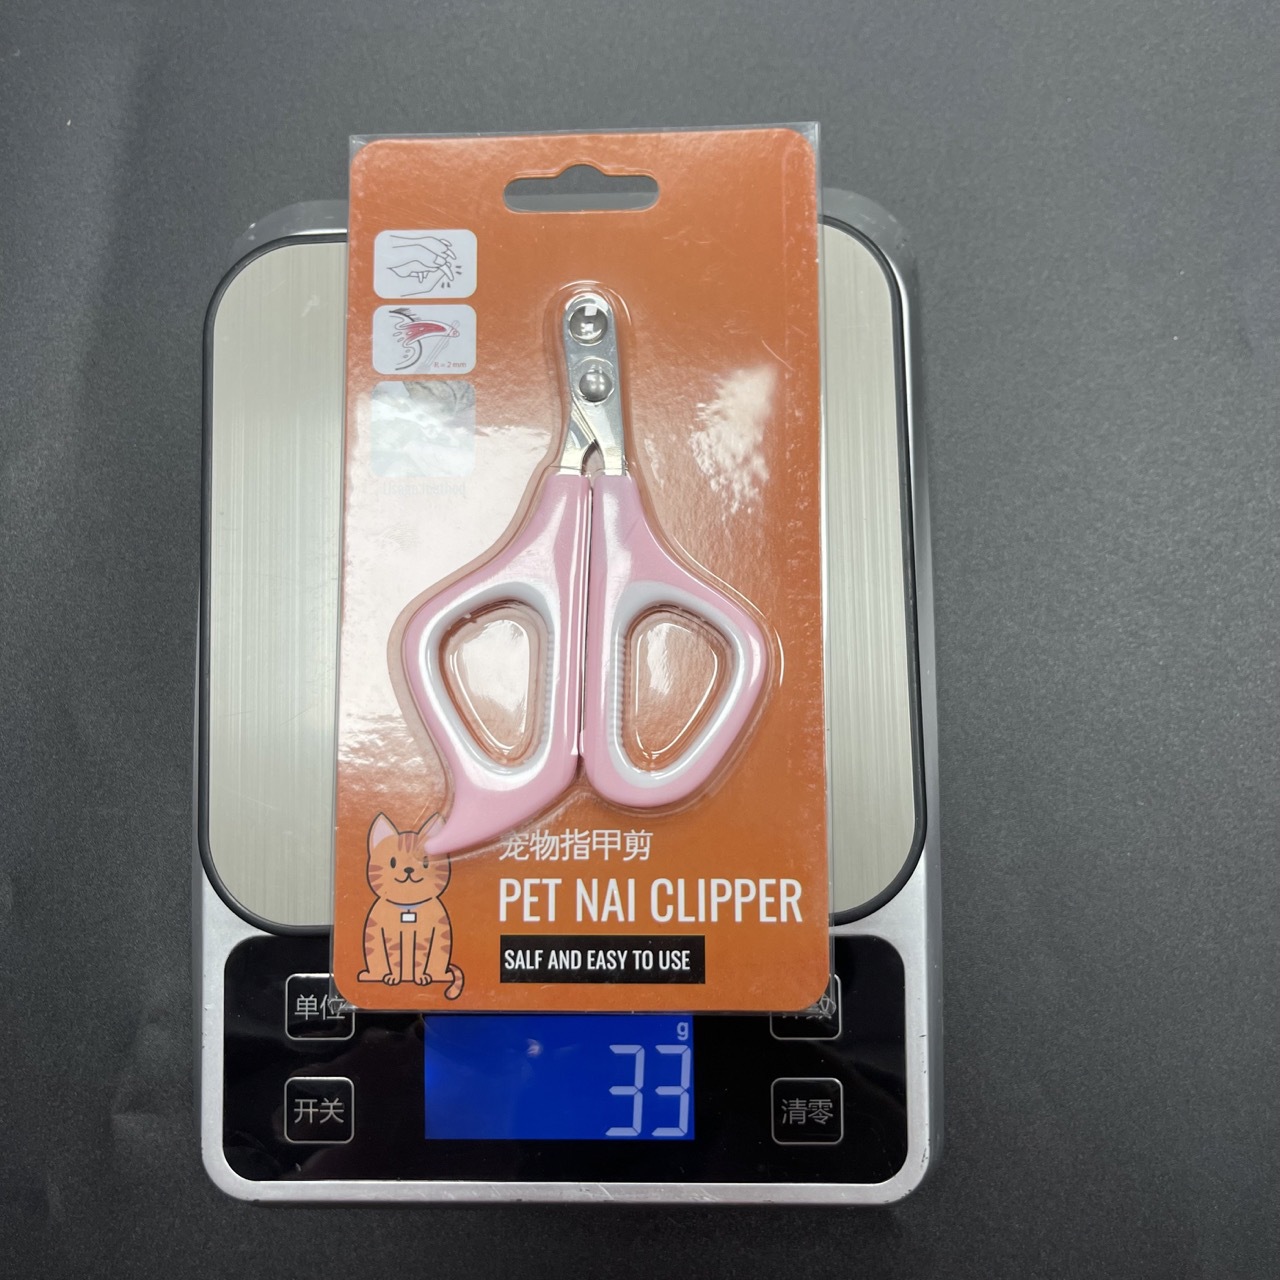 R=2mm
宠物指甲剪
PET NAI CLIPPER
SALF AND EASY TO USE
单位
g
33
开关
清零